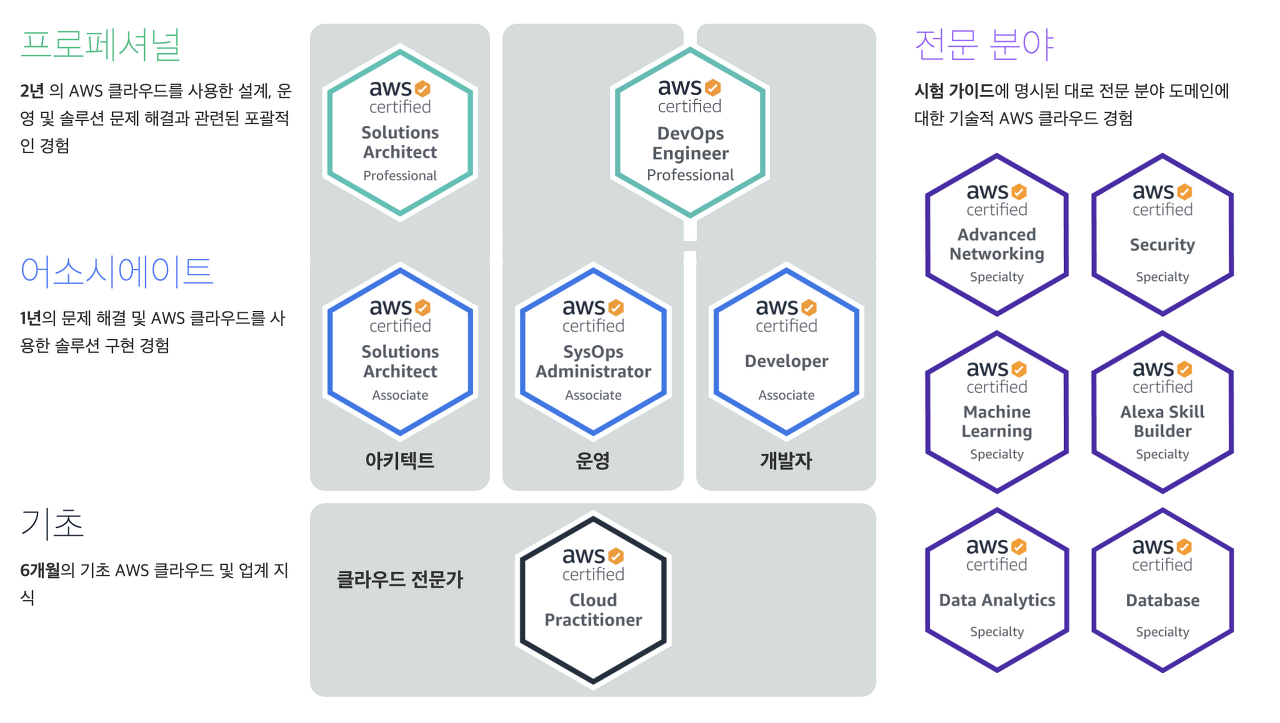 프로페셔널
2년 의 AWS 클라우드를 사용한 설계, 운
영 및 솔루션 문제 해결과 관련된 포괄적
인 경험
aws
certified
Solutions
Architect
Professional
aws
certified
DevOps
Engineer
Professional
어소시에이트
1년의 문제 해결 및 AWS 클라우드를 사
용한 솔루션 구현 경험
aws
certified
Solutions
Architect
Associate
아키텍트
aws
certified
SysOps
Administrator
Associate
운영
aws
certified
Developer
Associate
개발자
기초
6개월의 기초 AWS 클라우드 및 업계 지
식
클라우드 전문가
aws
certified
Cloud
Practitioner
전문 분야
시험 가이드에 명시된 대로 전문 분야 도메인에
대한 기술적 AWS 클라우드 경험
aws
certified
Advanced
Networking
Specialty
aws
certified
Security
Specialty
aws
certified
Machine
Learning
Specialty
aws
certified
Alexa Skill
Builder
Specialty
aws
certified
Data Analytics
Specialty
aws
certified
Database
Specialty